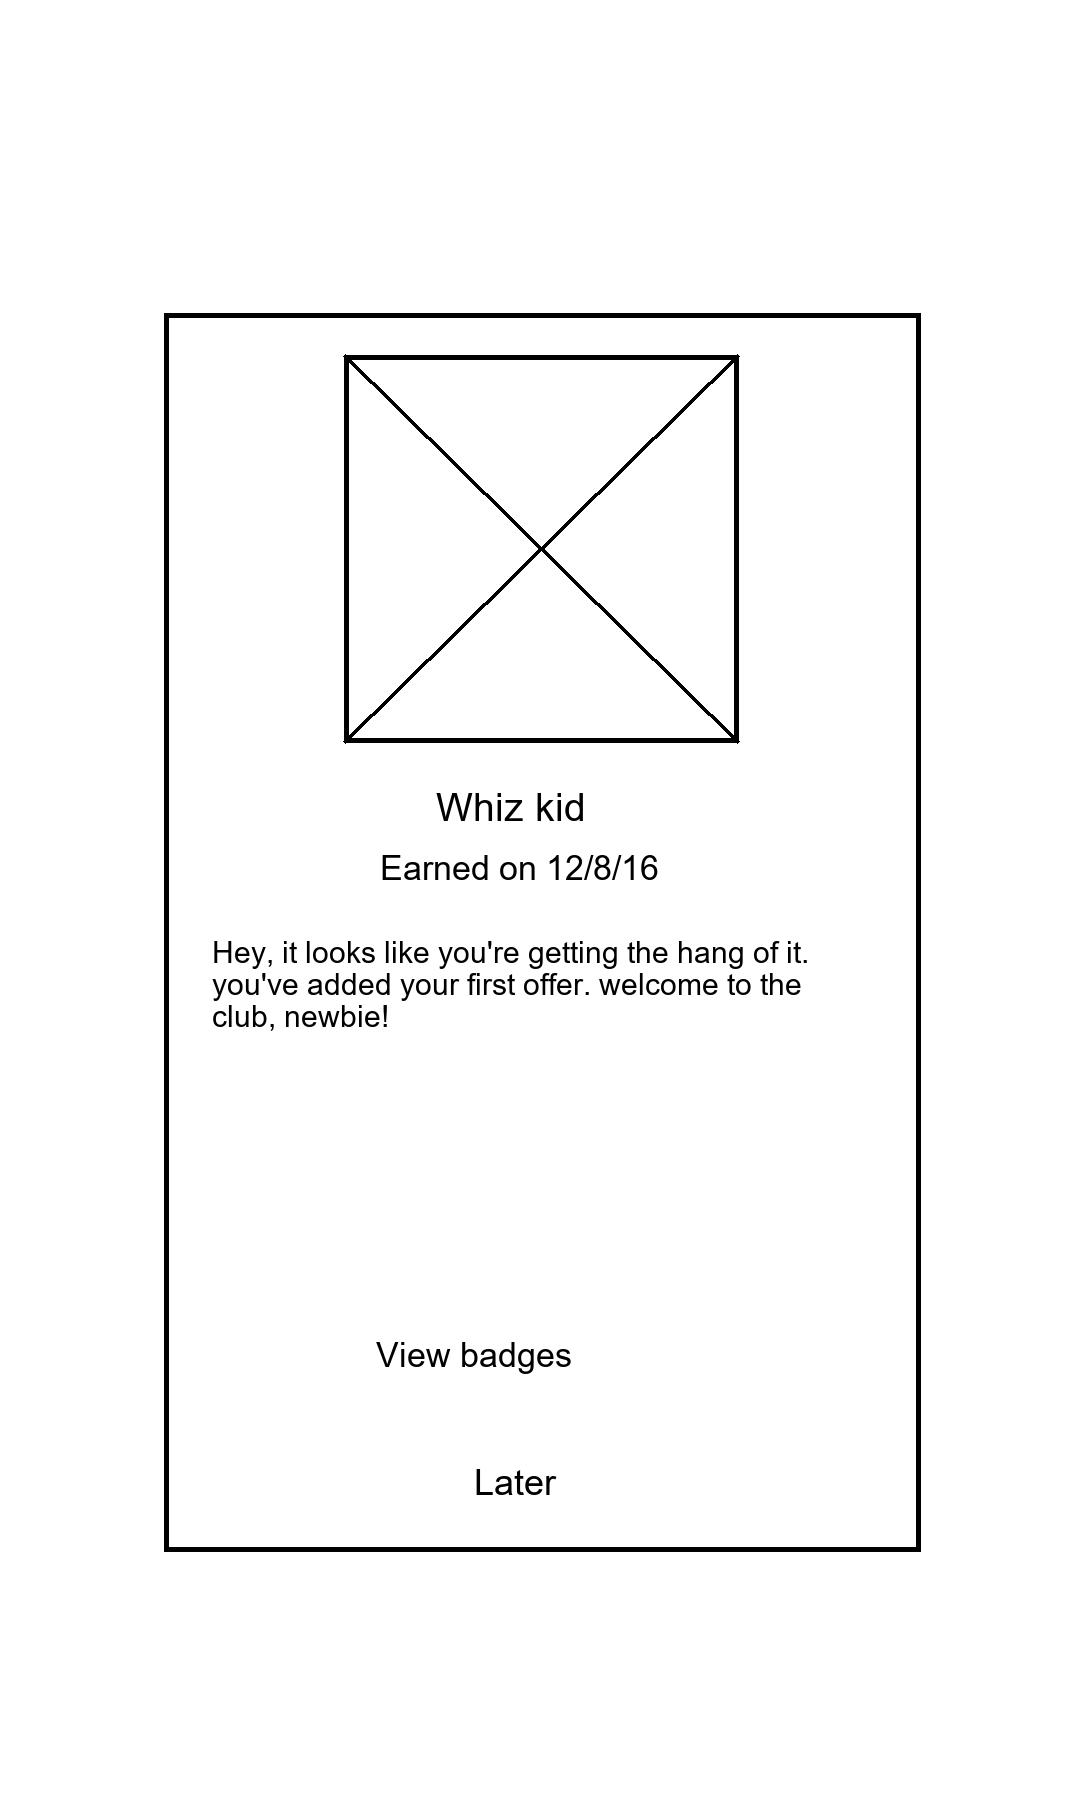 Whiz kid
Earned on 12/8/16
Hey, it looks like you're getting the hang of it.
you've added your first offer. welcome to the
club, newbie!
View badges
Later